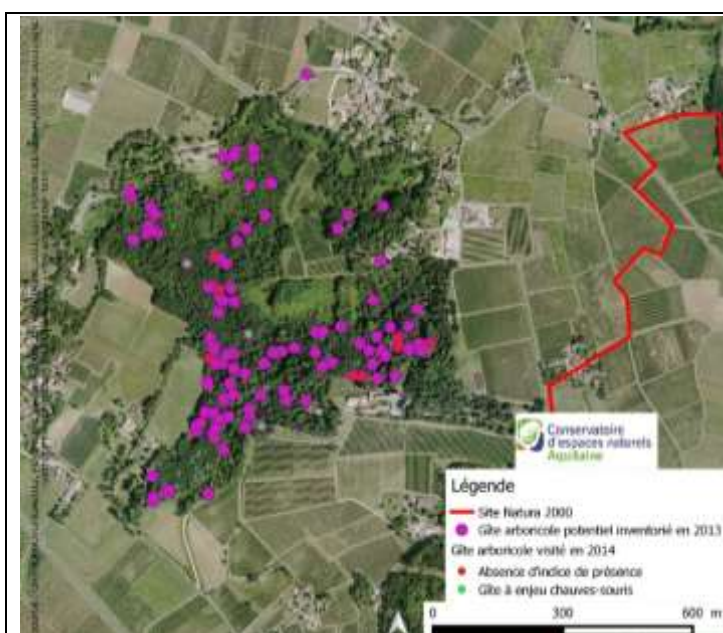 Conservatoire
d'espaces naturels
Aquitaine
Légende
Site Natura 2000
Gîte arboricole potentiel inventorié en 2013
Gîte arboricole visité en 2014
Absence d'indice de présence
Gîte à enjeu chauves-souris
0 300 600 m